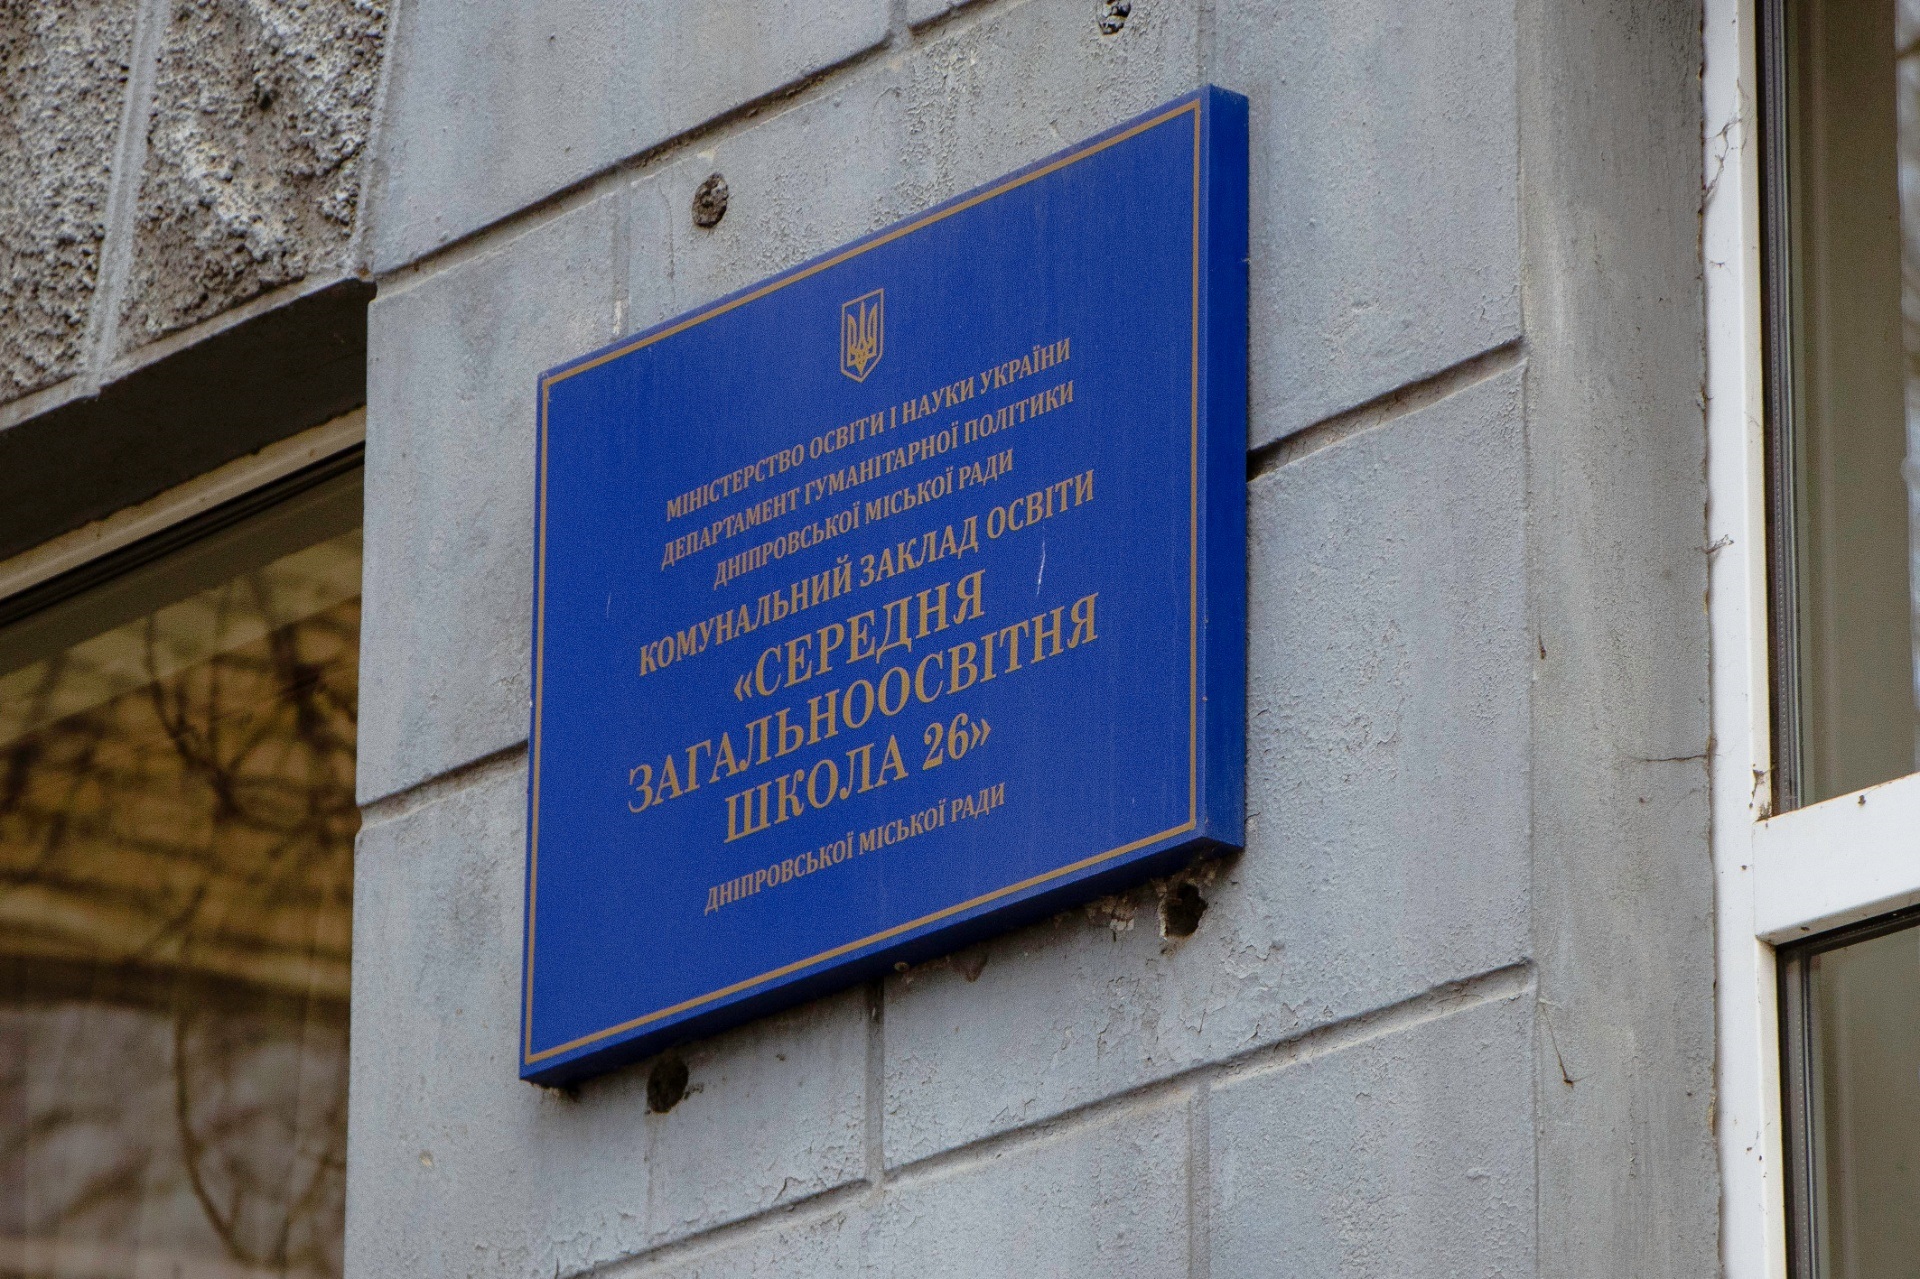 МІНІСТЕРСТВО ОСВІТИ І НАУКИ УКРАЇНИ
ДЕПАРТАМЕНТ ГУМАНІТАРНОЇ ПОЛІТИКИ
ДНІПРОВСЬКОЇ МІСЬКОЇ РАДИ
КОМУНАЛЬНИЙ ЗАКЛАД ОСВІТИ
«СЕРЕДНЯ
ЗАГАЛЬНООСВІТНЯ
ШКОЛА 26»
ДНІПРОВСЬКОЇ МІСЬКОЇ РАДИ